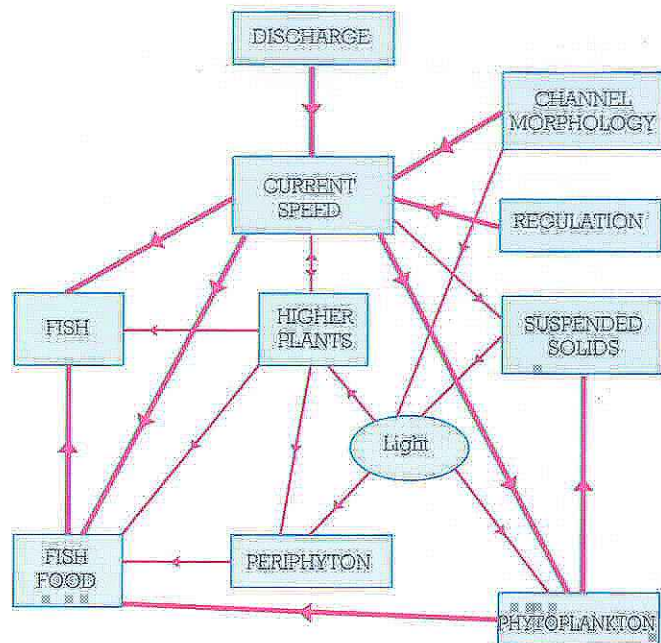 DISCHARGE
CHANNEL
MORPHOLOGY
CURRENT
SPEED
REGULATION
FISH
HIGHER
PLANTS
SUSPENDED
SOLIDS
Light
FISH
FOOD
PERIPHYTON
PHYTOPLANKTON